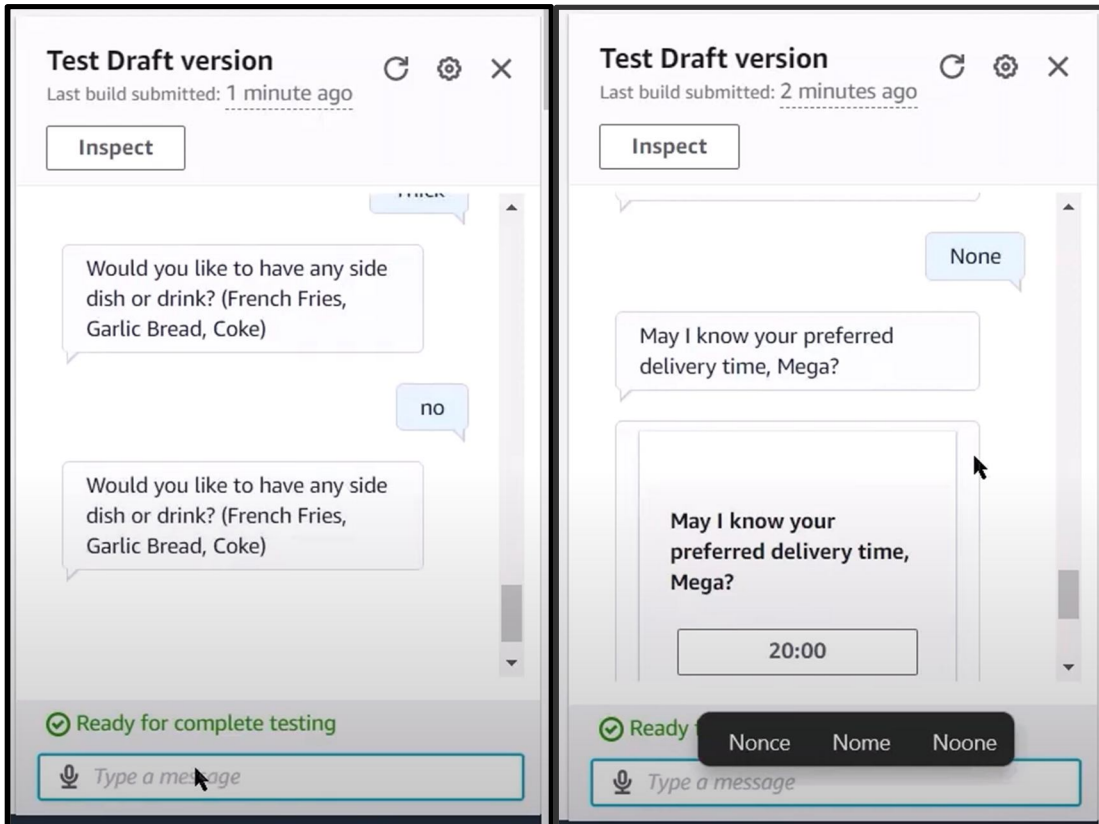 Test Draft version
Last build submitted: 1 minute ago
Inspect
Thick
Would you like to have any side
dish or drink? (French Fries,
Garlic Bread, Coke)
no
Would you like to have any side
dish or drink? (French Fries,
Garlic Bread, Coke)
Ready for complete testing
Type a message
Test Draft version
Last build submitted: 2 minutes ago
Inspect
None
May I know your preferred
delivery time, Mega?
May I know your
preferred delivery time,
Mega?
20:00
Ready
Nonce Nome Noone
Type a message